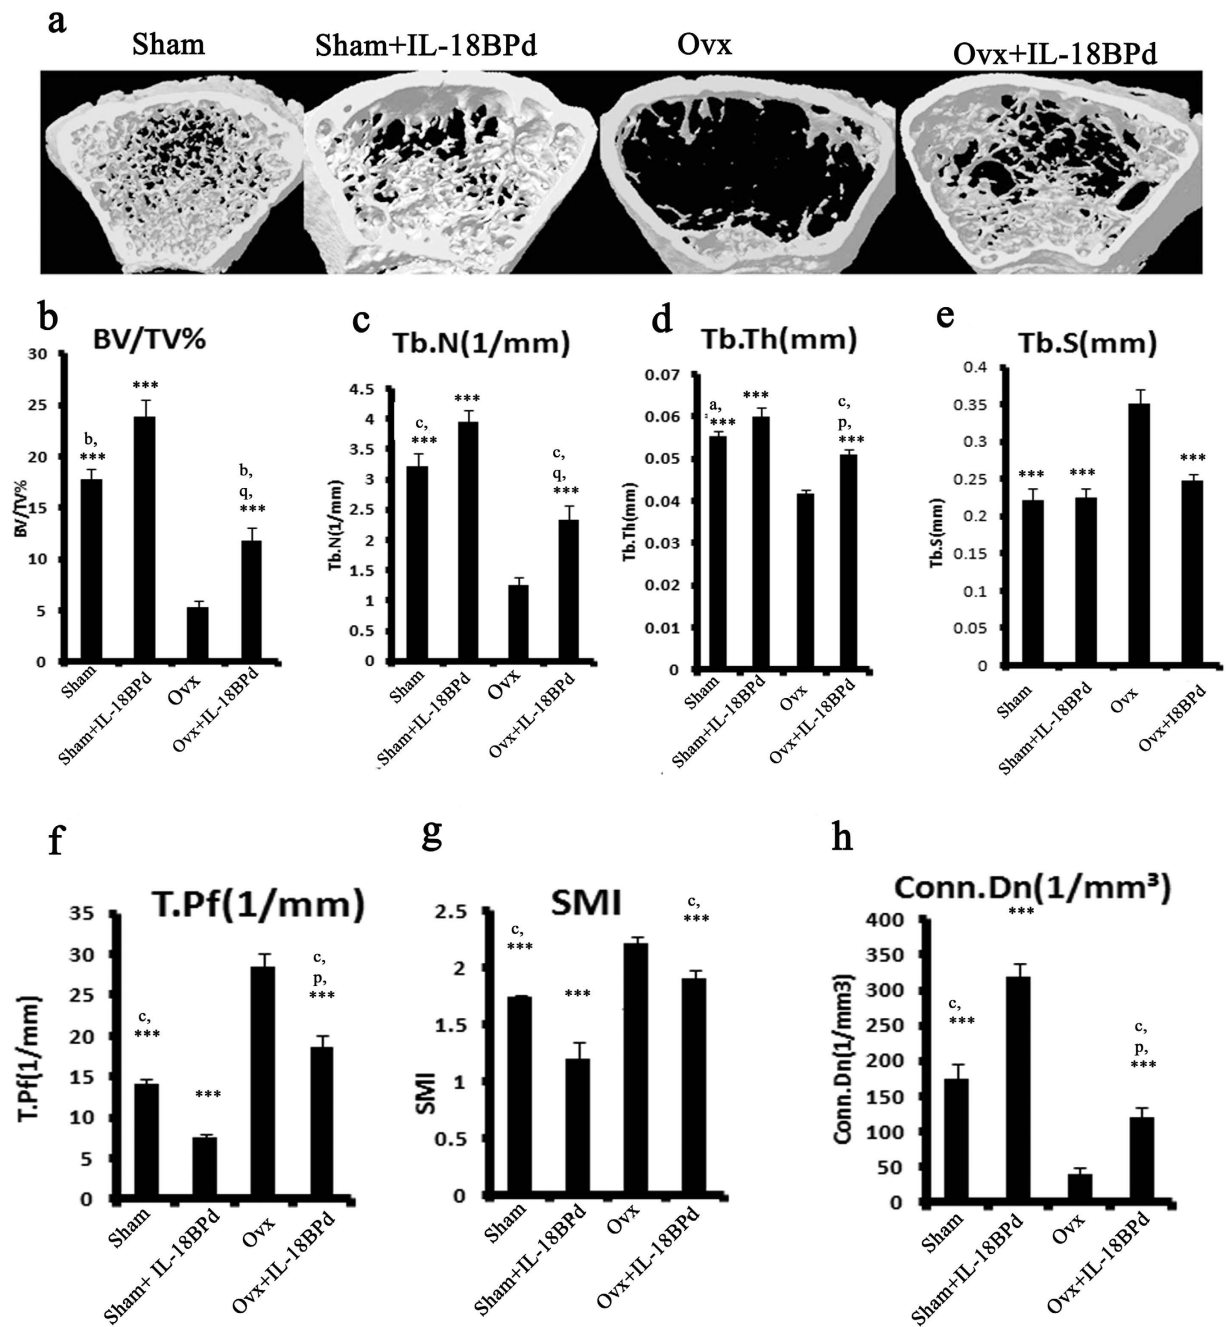 a
Sham
Sham+IL-18BPd
Ovx
Ovx+IL-18BPd
b
BV/TV%
BV/TV%
30
25
20
15
10
5
0
b,
***
***
b,
q,
***
Sham
Sham+IL-18BPd
Ovx
Ovx+IL-18BPd
c
Tb.N(1/mm)
Tb.N(1/mm)
4.5
4
3.5
3
2.5
2
1.5
1
0.5
0
c,
***
***
c,
q,
***
Sham
Sham+IL-18BPd
Ovx
Ovx+IL-18BPd
d
Tb.Th(mm)
Tb.Th(mm)
0.07
0.06
0.05
0.04
0.03
0.02
0.01
0
a,
***
***
c,
p,
***
Sham
Sham+IL-18BPd
Ovx
Ovx+IL-18BPd
e
Tb.S(mm)
Tb.S(mm)
0.4
0.35
0.3
0.25
0.2
0.15
0.1
0.05
0
***
***
***
Sham
Sham+IL-18BPd
Ovx
Ovx+I8BPd
f
T.Pf(1/mm)
T.Pf(1/mm)
35
30
25
20
15
10
5
0
c,
***
***
c,
p,
***
Sham
Sham+ IL-18BPd
Ovx
Ovx+IL-18BPd
g
SMI
SMI
2.5
2
1.5
1
0.5
0
c,
***
***
c,
***
Sham
Sham+IL-18BPd
Ovx
Ovx+IL-18BPd
h
Conn.Dn(1/mm³)
Conn.Dn(1/mm3)
400
350
300
250
200
150
100
50
0
c,
***
***
c,
p,
***
Sham
Sham+IL-18BPd
Ovx
Ovx+IL-18BPd